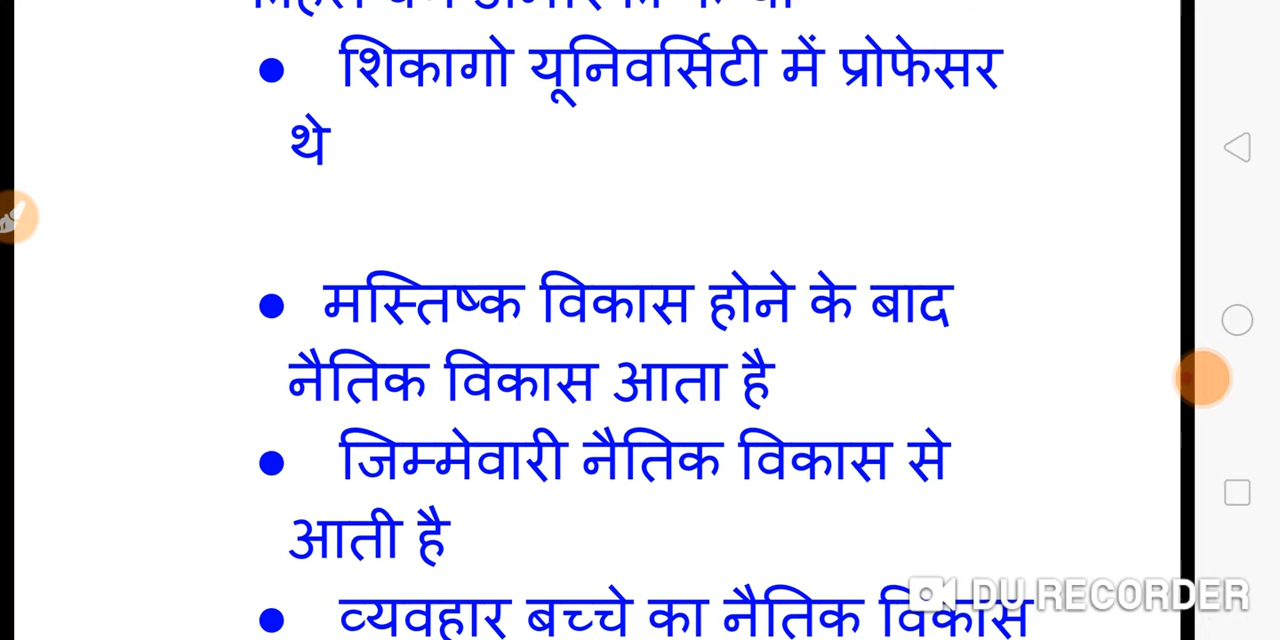 ● शिकागो यूनिवर्सिटी में प्रोफेसर
थे
● मस्तिष्क विकास होने के बाद
नैतिक विकास आता है
● जिम्मेवारी नैतिक विकास से
आती है
● व्यवहार बच्चे का नैतिक विकास
DU RECORDER